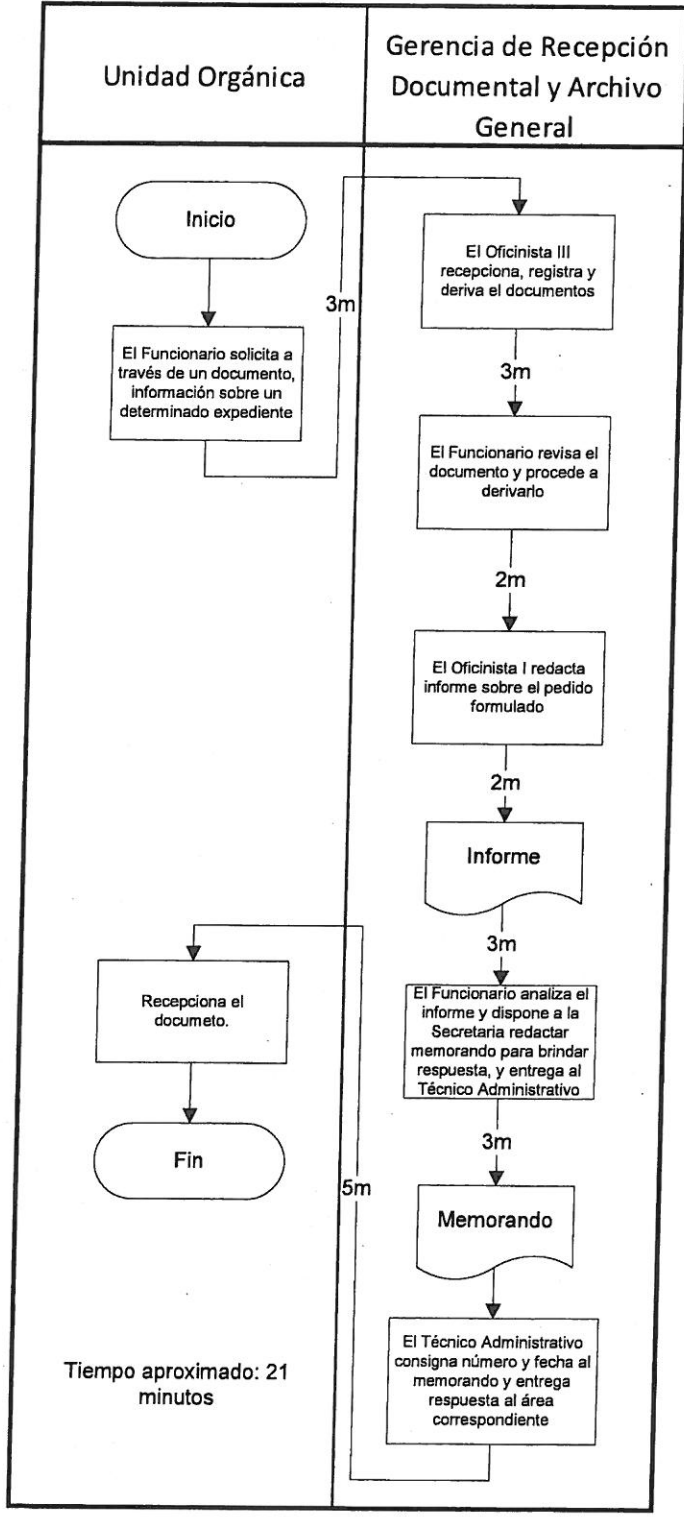 Unidad Orgánica
Gerencia de Recepción
Documental y Archivo
General
Inicio
El Funcionario solicita a
través de un documento,
información sobre un
determinado expediente
3m
El Oficinista III
recepciona, registra y
deriva el documentos
3m
El Funcionario revisa el
documento y procede a
derivarlo
2m
El Oficinista I redacta
informe sobre el pedido
formulado
2m
Informe
3m
El Funcionario analiza el
informe y dispone a la
Secretaria redactar
memorando para brindar
respuesta, y entrega al
Técnico Administrativo
3m
Memorando
El Técnico Administrativo
consigna número y fecha al
memorando y entrega
respuesta al área
correspondiente
5m
Recepciona el
documeto.
Fin
Tiempo aproximado: 21
minutos